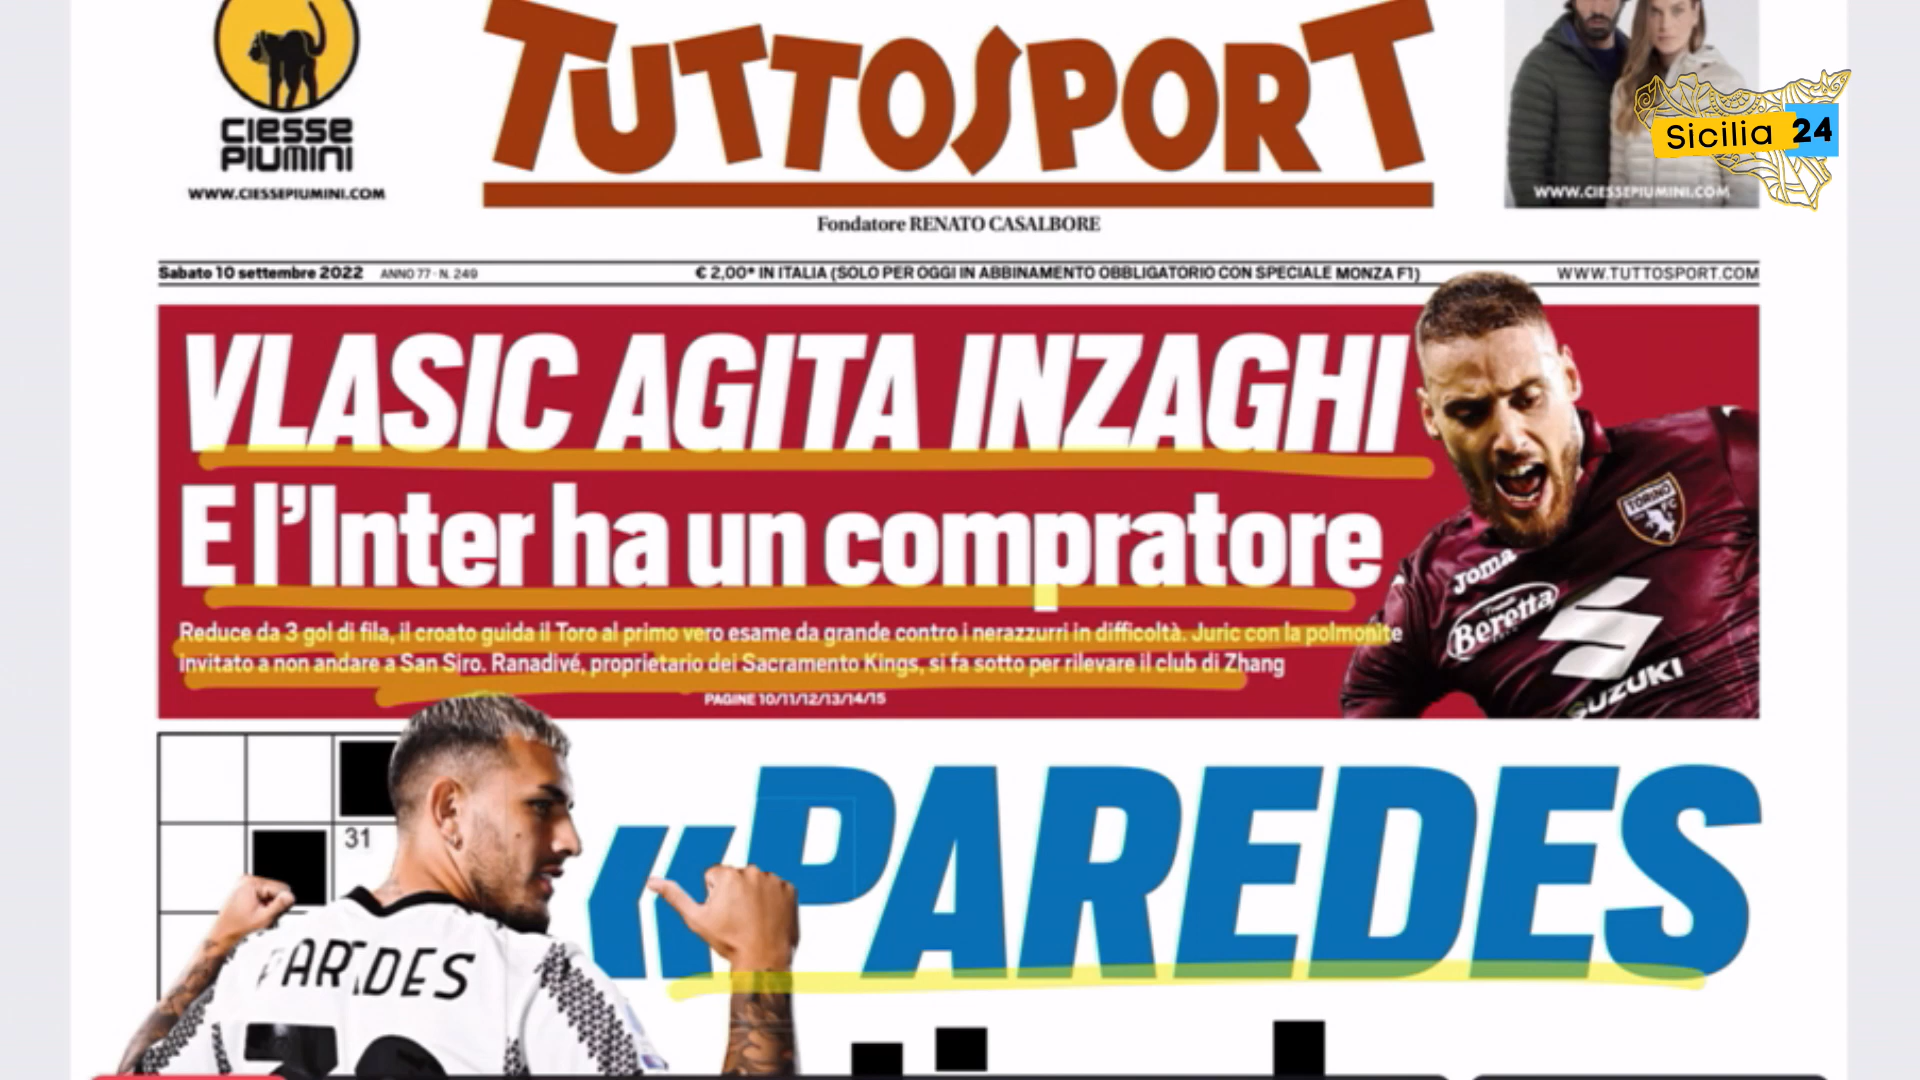 CIESSE
PIUMINI
WWW.CIESSEPIUMINI.COM
TUTTOSPORT
Fondatore RENATO CASALBORE
WWW.CIESSEPIUMINI.COM
Sicilia 24
Sabato 10 settembre 2022 ANNO 77 - N. 249 € 2,00* IN ITALIA (SOLO PER OGGI IN ABBINAMENTO OBBLIGATORIO CON SPECIALE MONZA F1) WWW.TUTTOSPORT.COM
VLASIC AGITA INZAGHI
E l'Inter ha un compratore
Reduce da 3 gol di fila, il croato guida il Toro al primo vero esame da grande contro i nerazzurri in difficoltà. Juric con la polmonite
invitato a non andare a San Siro. Ranadivé, proprietario dei Sacramento Kings, si fa sotto per rilevare il club di Zhang
PAGINE 10/11/12/13/14/15
TORINO
FC
Joma
Beretta
SUZUKI
31
«PAREDES
PAREDES